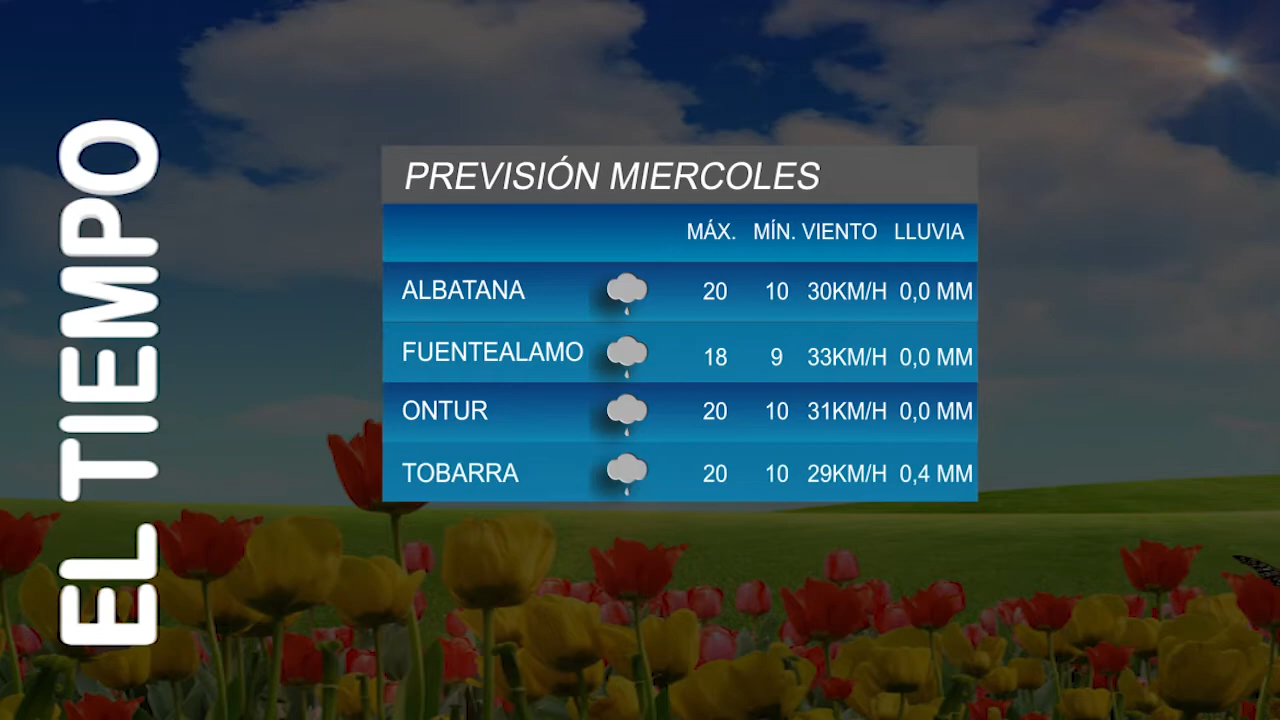 EL TIEMPO
PREVISIÓN MIERCOLES
MÁX. MÍN. VIENTO LLUVIA
ALBATANA 20 10 30KM/H 0,0 MM
FUENTEALAMO 18 9 33KM/H 0,0 MM
ONTUR 20 10 31KM/H 0,0 MM
TOBARRA 20 10 29KM/H 0,4 MM